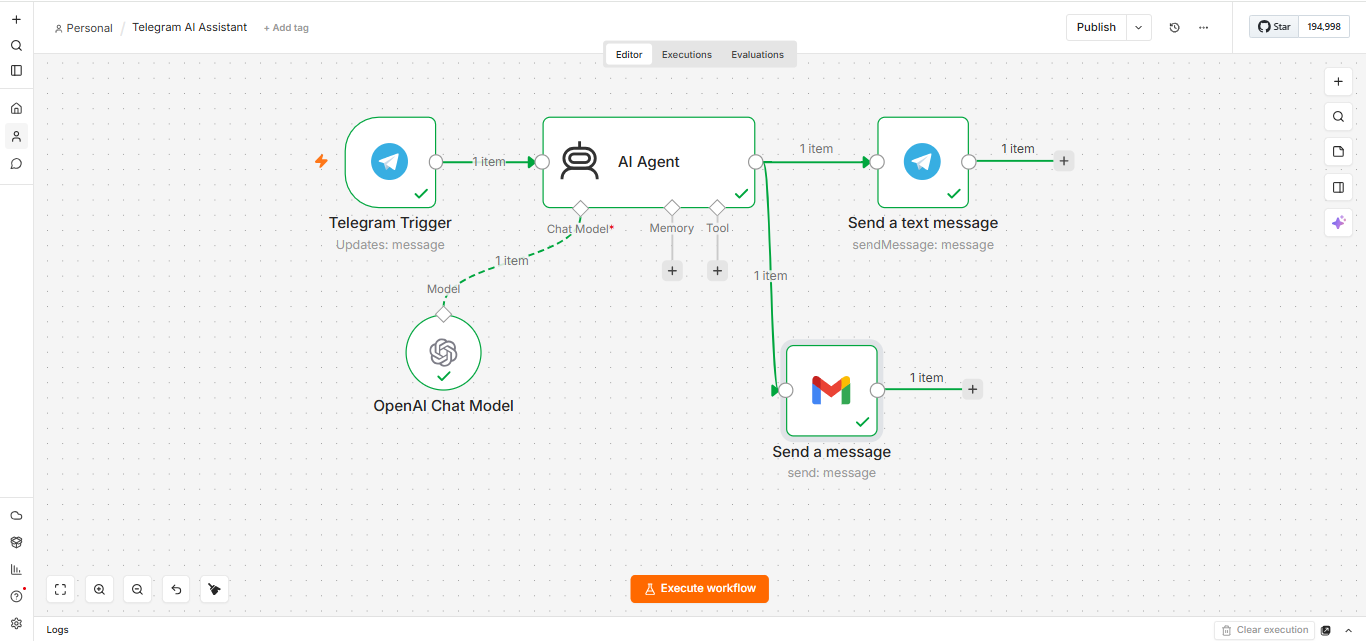 Personal / Telegram AI Assistant + Add tag
Publish
Star 194,998
Editor Executions Evaluations
1 item
AI Agent
1 item
1 item
Telegram Trigger
Updates: message
Chat Model*
Memory
Tool
Send a text message
sendMessage: message
1 item
1 item
Model
OpenAI Chat Model
1 item
Send a message
send: message
Execute workflow
Logs
Clear execution